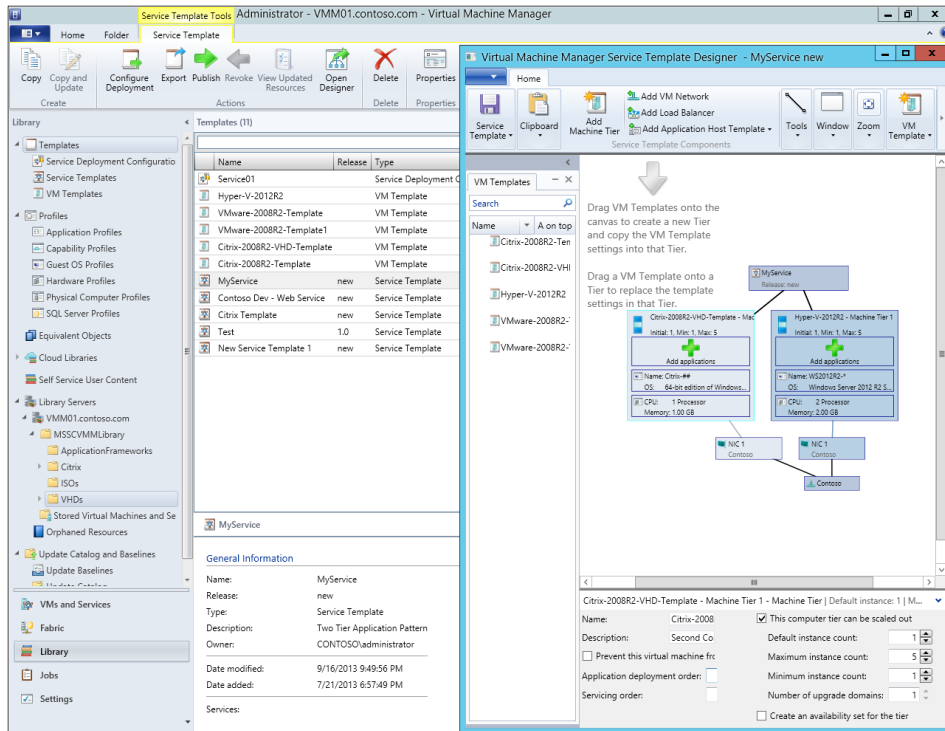 Service Template Tools Administrator - VMM01.contoso.com - Virtual Machine Manager
Home Folder Service Template
Copy Copy and Update Configure Deployment Export Publish Revoke View Updated Resources Open Designer Delete Properties
Create Actions Delete Properties
Library
Templates
Service Deployment Configuratio
Service Templates
VM Templates
Profiles
Application Profiles
Capability Profiles
Guest OS Profiles
Hardware Profiles
Physical Computer Profiles
SQL Server Profiles
Equivalent Objects
Cloud Libraries
Self Service User Content
Library Servers
VMM01.contoso.com
MSSCVMMLibrary
ApplicationFrameworks
Citrix
ISOs
VHDs
Stored Virtual Machines and Se
Orphaned Resources
Update Catalog and Baselines
Update Baselines
Update Catalog
VMs and Services
Fabric
Library
Jobs
Settings
Templates (11)
Name Release Type
Service01 Service Deployment C
Hyper-V-2012R2 VM Template
VMware-2008R2-Template VM Template
VMware-2008R2-Template1 VM Template
Citrix-2008R2-VHD-Template VM Template
Citrix-2008R2-Template VM Template
MyService new Service Template
Contoso Dev - Web Service new Service Template
Citrix Template new Service Template
Test 1.0 Service Template
New Service Template 1 new Service Template
MyService
General Information
Name: MyService
Release: new
Type: Service Template
Description: Two Tier Application Pattern
Owner: CONTOSO\administrator
Date modified: 9/16/2013 9:49:56 PM
Date added: 7/21/2013 6:57:49 PM
Services:
Virtual Machine Manager Service Template Designer - MyService new
Home
Service Template Clipboard Add Machine Tier
Add VM Network
Add Load Balancer
Add Application Host Template
Tools Window Zoom VM Template
Service Template Components
VM Templates
Search
Name A on top
Citrix-2008R2-Ten
Citrix-2008R2-VHI
Hyper-V-2012R2
VMware-2008R2-
VMware-2008R2-
Drag VM Templates onto the
canvas to create a new Tier
and copy the VM Template
settings into that Tier.
Drag a VM Template onto a
Tier to replace the template
settings in that Tier.
MyService
Release: new
Citrix-2008R2-VHD-Template - Mac
Initial: 1, Min: 1, Max: 5
Add applications
Name: Citrix-##
OS: 64-bit edition of Windows...
CPU: 1 Processor
Memory: 1.00 GB
Hyper-V-2012R2 - Machine Tier 1
Initial: 1, Min: 1, Max: 5
Add applications
Name: WS2012R2-*
OS: Windows Server 2012 R2 S...
CPU: 2 Processor
Memory: 2.00 GB
NIC 1
Contoso
NIC 1
Contoso
Contoso
Citrix-2008R2-VHD-Template - Machine Tier 1 - Machine Tier | Default instance: 1 | M...
Name: Citrix-2008
Description: Second Co
Prevent this virtual machine frc
Application deployment order:
Servicing order:
This computer tier can be scaled out
Default instance count: 1
Maximum instance count: 5
Minimum instance count: 1
Number of upgrade domains: 1
Create an availability set for the tier